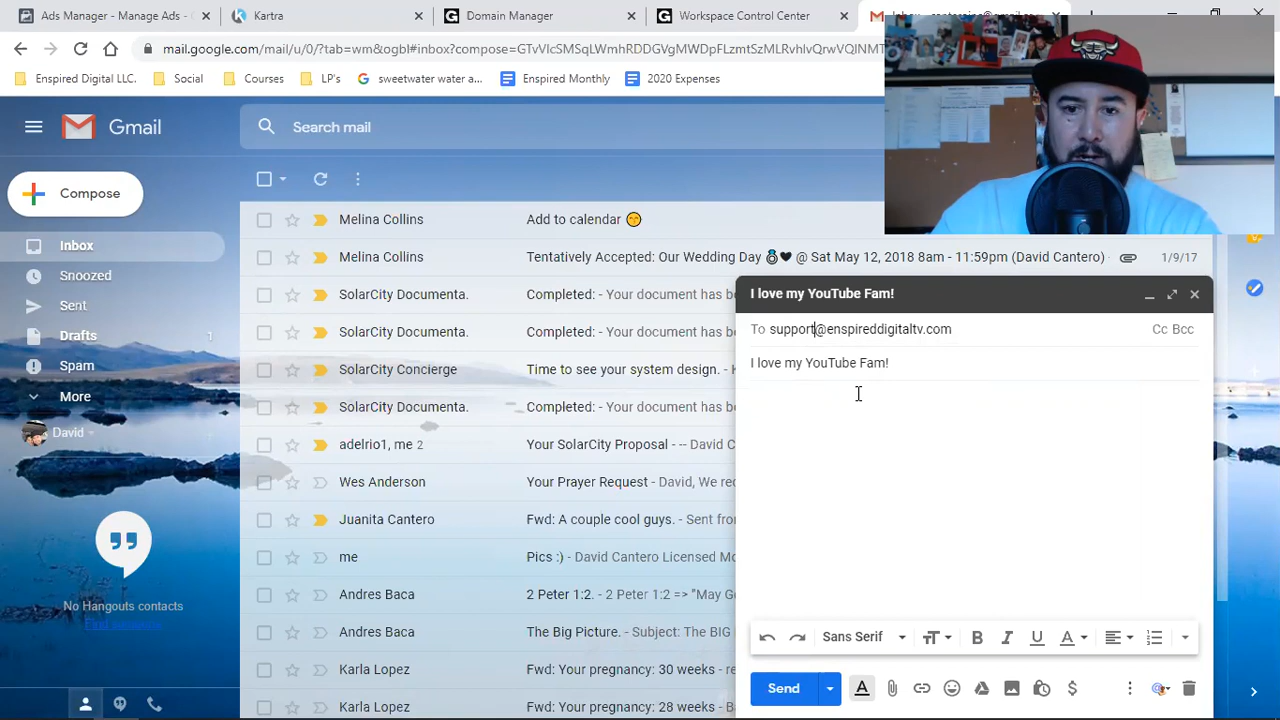 Ads Manager - Manage Ads - C
Kartra
Domain Manager
Workspace Control Center
mail.google.com/mail/u/0/?tab=wm&ogbl#inbox?compose=
Enspired Digital LLC.
Social
Courses
LP's
sweetwater water a...
Enspired Monthly
2020 Expenses
Gmail
Search mail
Compose
Inbox
Snoozed
Sent
Drafts
Spam
More
David
No Hangouts contacts
Melina Collins
Add to calendar 🤭
Melina Collins
Tentatively Accepted: Our Wedding Day 💍🖤 @ Sat May 12, 2018 8am - 11:59pm (David Cantero)
1/9/17
SolarCity Documenta.
Completed: - Your document has be
SolarCity Documenta.
Completed: - Your document has be
SolarCity Concierge
Time to see your system design. -
SolarCity Documenta.
Completed: - Your document has be
adelrio1, me 2
Your SolarCity Proposal - -- David C
Wes Anderson
Your Prayer Request - David, We re
Juanita Cantero
Fwd: A couple cool guys. - Sent from
me
Pics :) - David Cantero Licensed Mo
Andres Baca
2 Peter 1:2. - 2 Peter 1:2 => "May G
Andres Baca
The Big Picture. - Subject: The BIG
Karla Lopez
Fwd: Your pregnancy: 30 weeks - re
Karla Lopez
Fwd: Your pregnancy: 28 weeks - B
I love my YouTube Fam!
To support@enspireddigitaltv.com
Cc Bcc
I love my YouTube Fam!
Sans Serif
Send